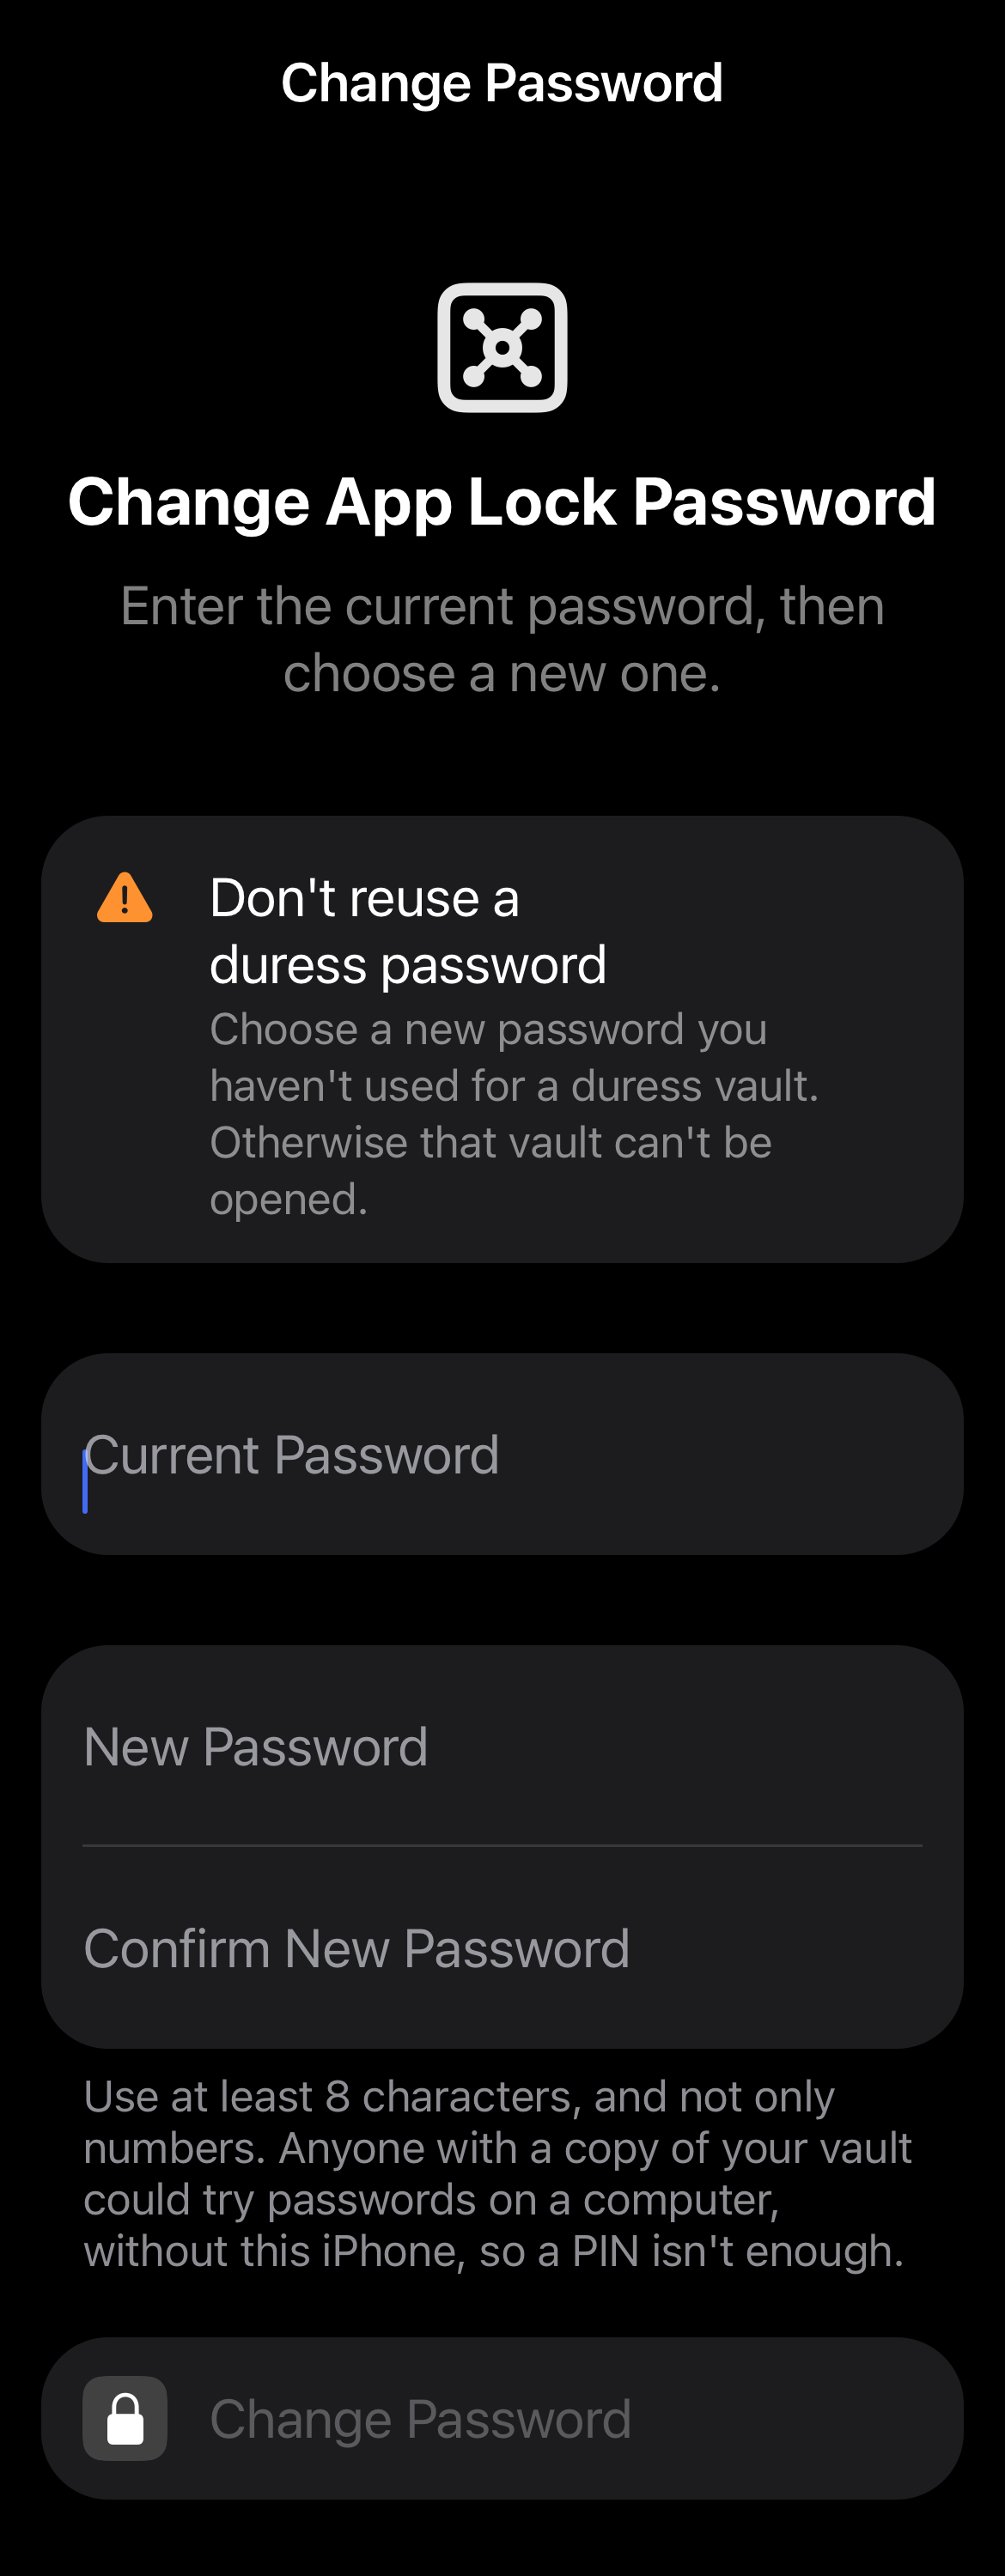 Change Password
Change App Lock Password
Enter the current password, then
choose a new one.
Don't reuse a
duress password
Choose a new password you
haven't used for a duress vault.
Otherwise that vault can't be
opened.
Current Password
New Password
Confirm New Password
Use at least 8 characters, and not only
numbers. Anyone with a copy of your vault
could try passwords on a computer,
without this iPhone, so a PIN isn't enough.
Change Password